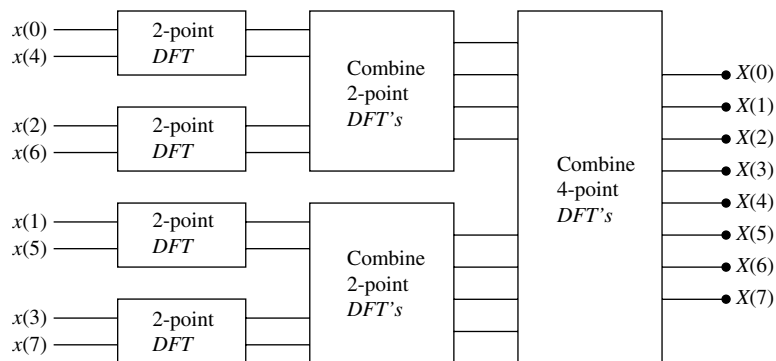 x(0)
x(4)
2-point
DFT
x(2)
x(6)
2-point
DFT
x(1)
x(5)
2-point
DFT
x(3)
x(7)
2-point
DFT
Combine
2-point
DFT's
Combine
2-point
DFT's
Combine
4-point
DFT's
X(0)
X(1)
X(2)
X(3)
X(4)
X(5)
X(6)
X(7)